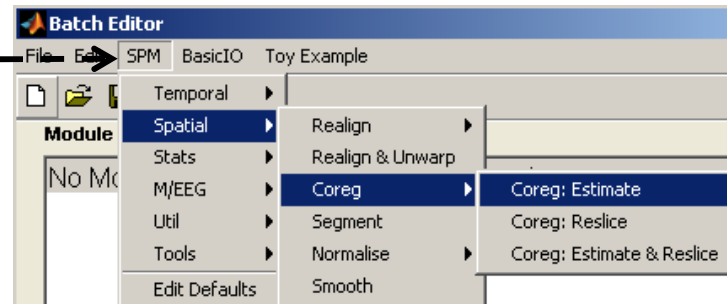 Batch Editor
File Edit SPM BasicIO Toy Example
Temporal
Module Spatial Realign
Stats Realign & Unwarp
No Mo M/EEG Coreg Coreg: Estimate
Util Segment Coreg: Reslice
Tools Normalise Coreg: Estimate & Reslice
Edit Defaults Smooth